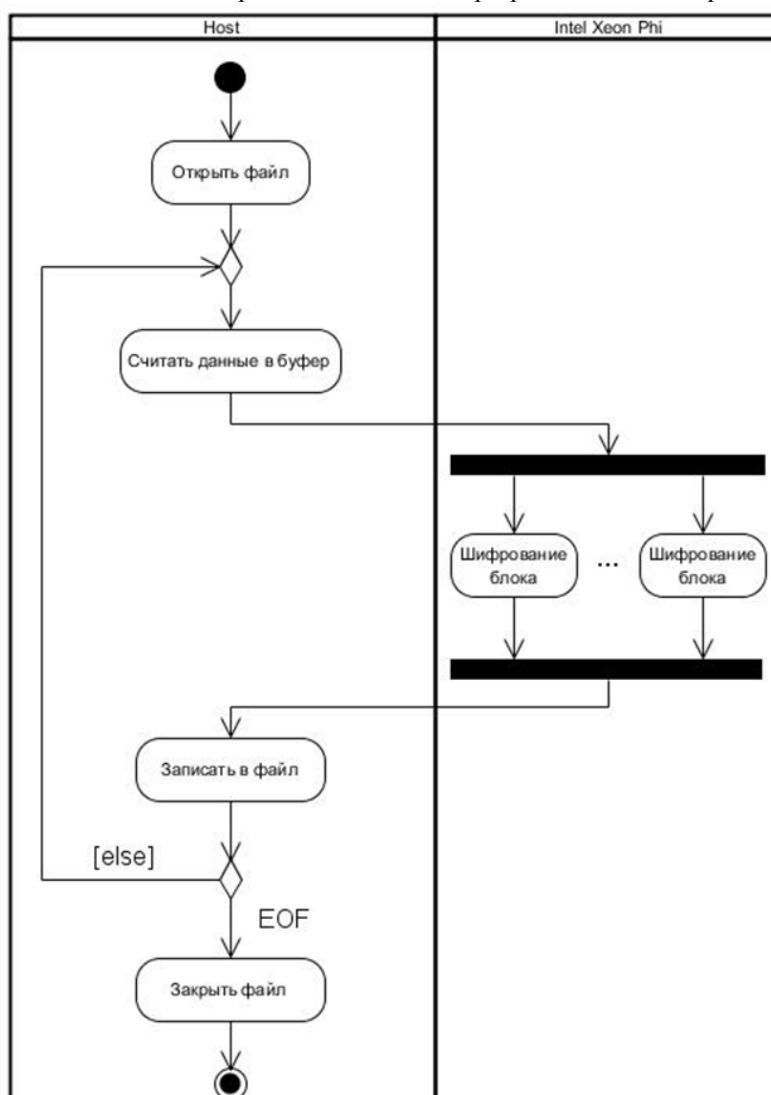 Host
Intel Xeon Phi
Открыть файл
Считать данные в буфер
Шифрование
блока
...
Шифрование
блока
Записать в файл
[else]
EOF
Закрыть файл